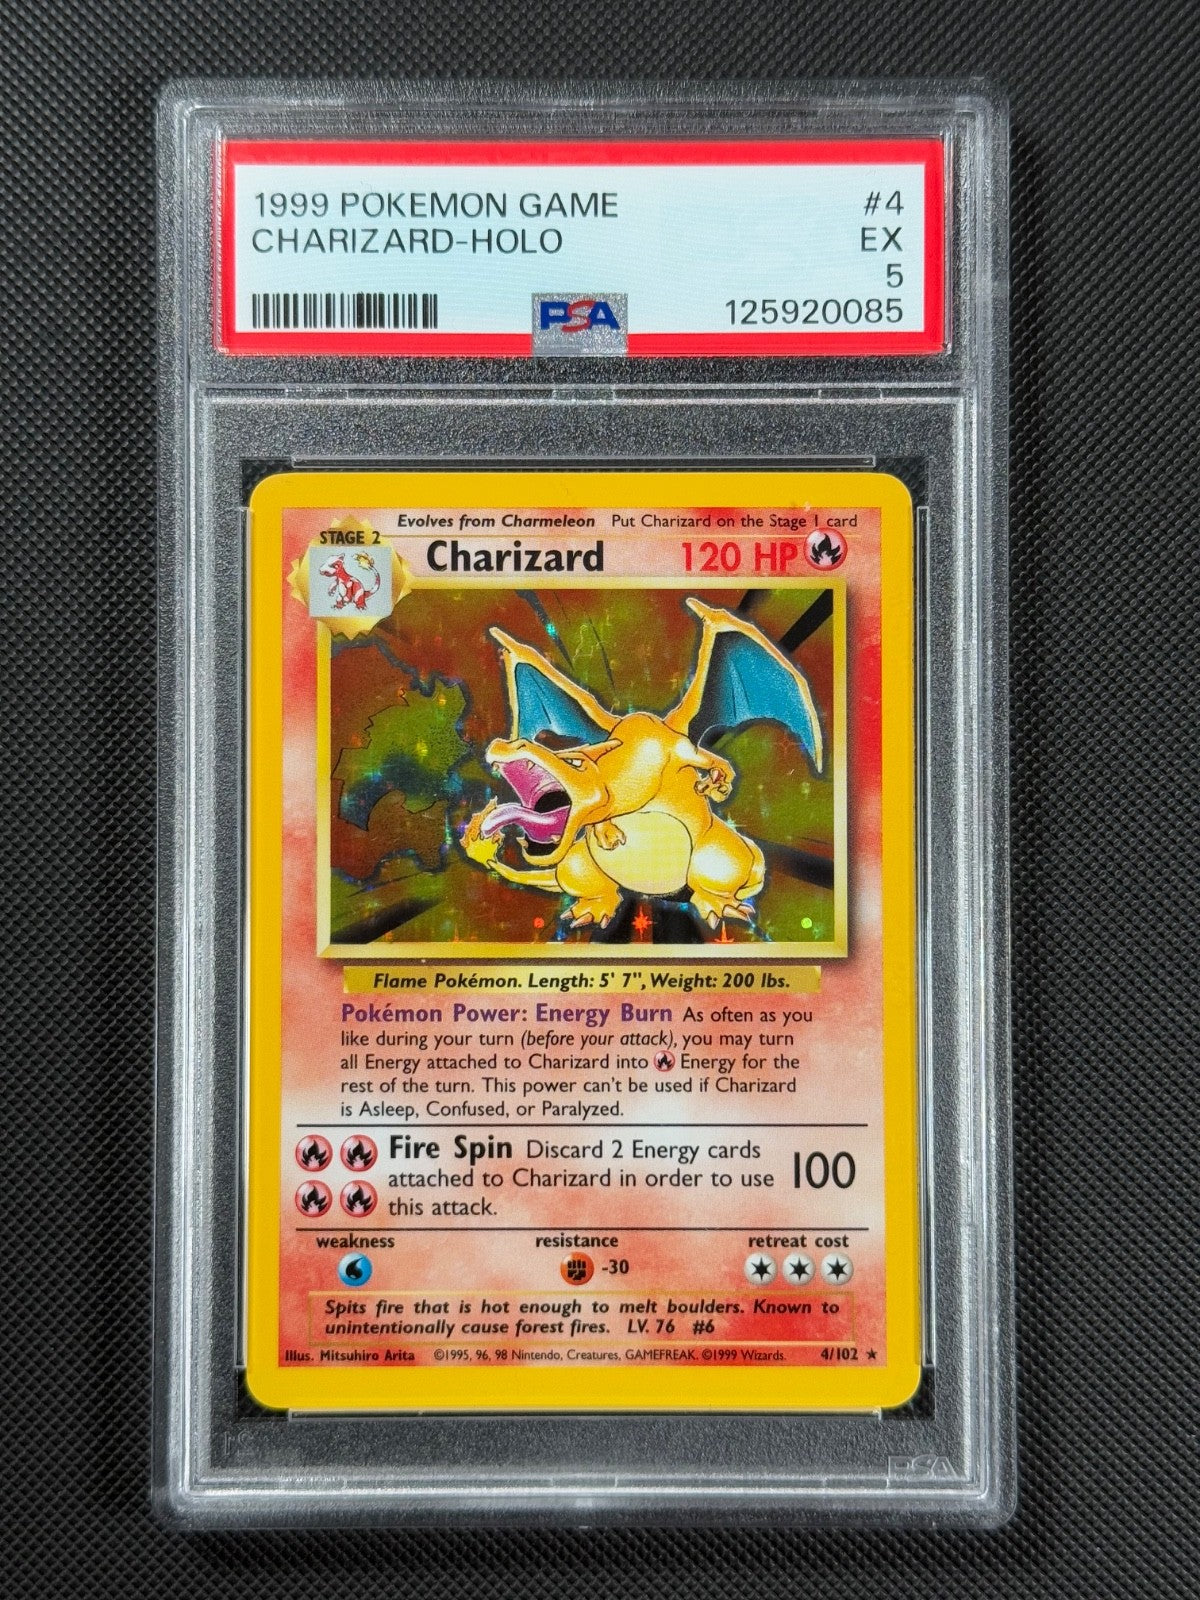 1999 POKEMON GAME #4
CHARIZARD-HOLO EX
5
PSA 125920085
Evolves from Charmeleon Put Charizard on the Stage 1 card
STAGE 2
Charizard 120 HP
Flame Pokémon. Length: 5' 7", Weight: 200 lbs.
Pokémon Power: Energy Burn As often as you
like during your turn (before your attack), you may turn
all Energy attached to Charizard into Energy for the
rest of the turn. This power can't be used if Charizard
is Asleep, Confused, or Paralyzed.
Fire Spin Discard 2 Energy cards
attached to Charizard in order to use 100
this attack.
weakness resistance retreat cost
-30
Spits fire that is hot enough to melt boulders. Known to
unintentionally cause forest fires. LV. 76 #6
Illus. Mitsuhiro Arita ©1995, 96, 98 Nintendo, Creatures, GAMEFREAK. ©1999 Wizards. 4/102 ★
PSA